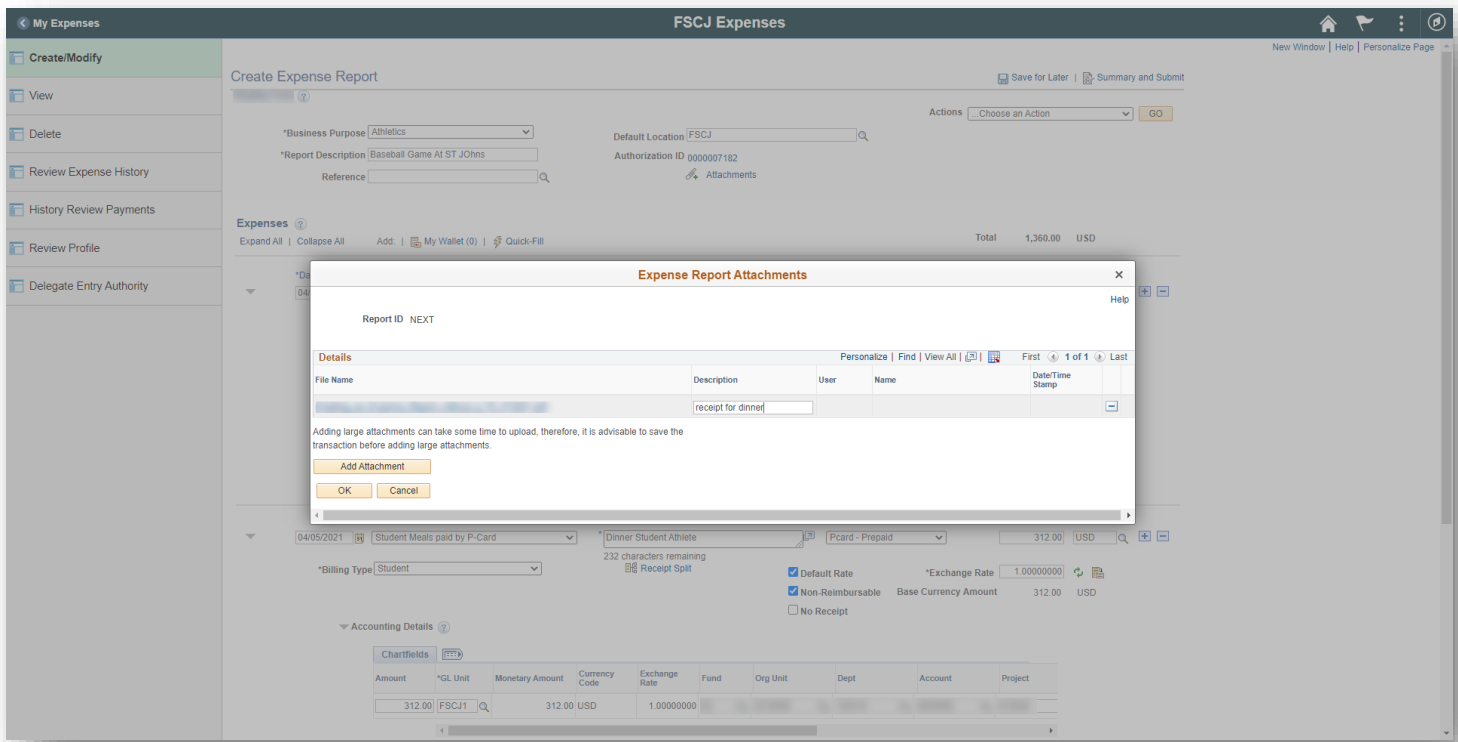 My Expenses
FSCJ Expenses
New Window | Help | Personalize Page
Create/Modify
View
Delete
Review Expense History
History Review Payments
Review Profile
Delegate Entry Authority
Create Expense Report
Save for Later | Summary and Submit
Actions ...Choose an Action GO
*Business Purpose Athletics
Default Location FSCJ
*Report Description Baseball Game At ST JOhns
Authorization ID 0000007182
Reference
Attachments
Expenses
Expand All | Collapse All Add: | My Wallet (0) | Quick-Fill
Total 1,360.00 USD
*Da
04/
Expense Report Attachments
Help
Report ID NEXT
Details
Personalize | Find | View All | First 1 of 1 Last
File Name Description User Name Date/Time Stamp
receipt for dinner
Adding large attachments can take some time to upload, therefore, it is advisable to save the
transaction before adding large attachments.
Add Attachment
OK Cancel
04/05/2021 Student Meals paid by P-Card * Dinner Student Athlete Pcard - Prepaid 312.00 USD
232 characters remaining
*Billing Type Student
Receipt Split
Default Rate *Exchange Rate 1.00000000
Non-Reimbursable Base Currency Amount 312.00 USD
No Receipt
Accounting Details
Chartfields
Amount *GL Unit Monetary Amount Currency Code Exchange Rate Fund Org Unit Dept Account Project
312.00 FSCJ1 312.00 USD 1.00000000